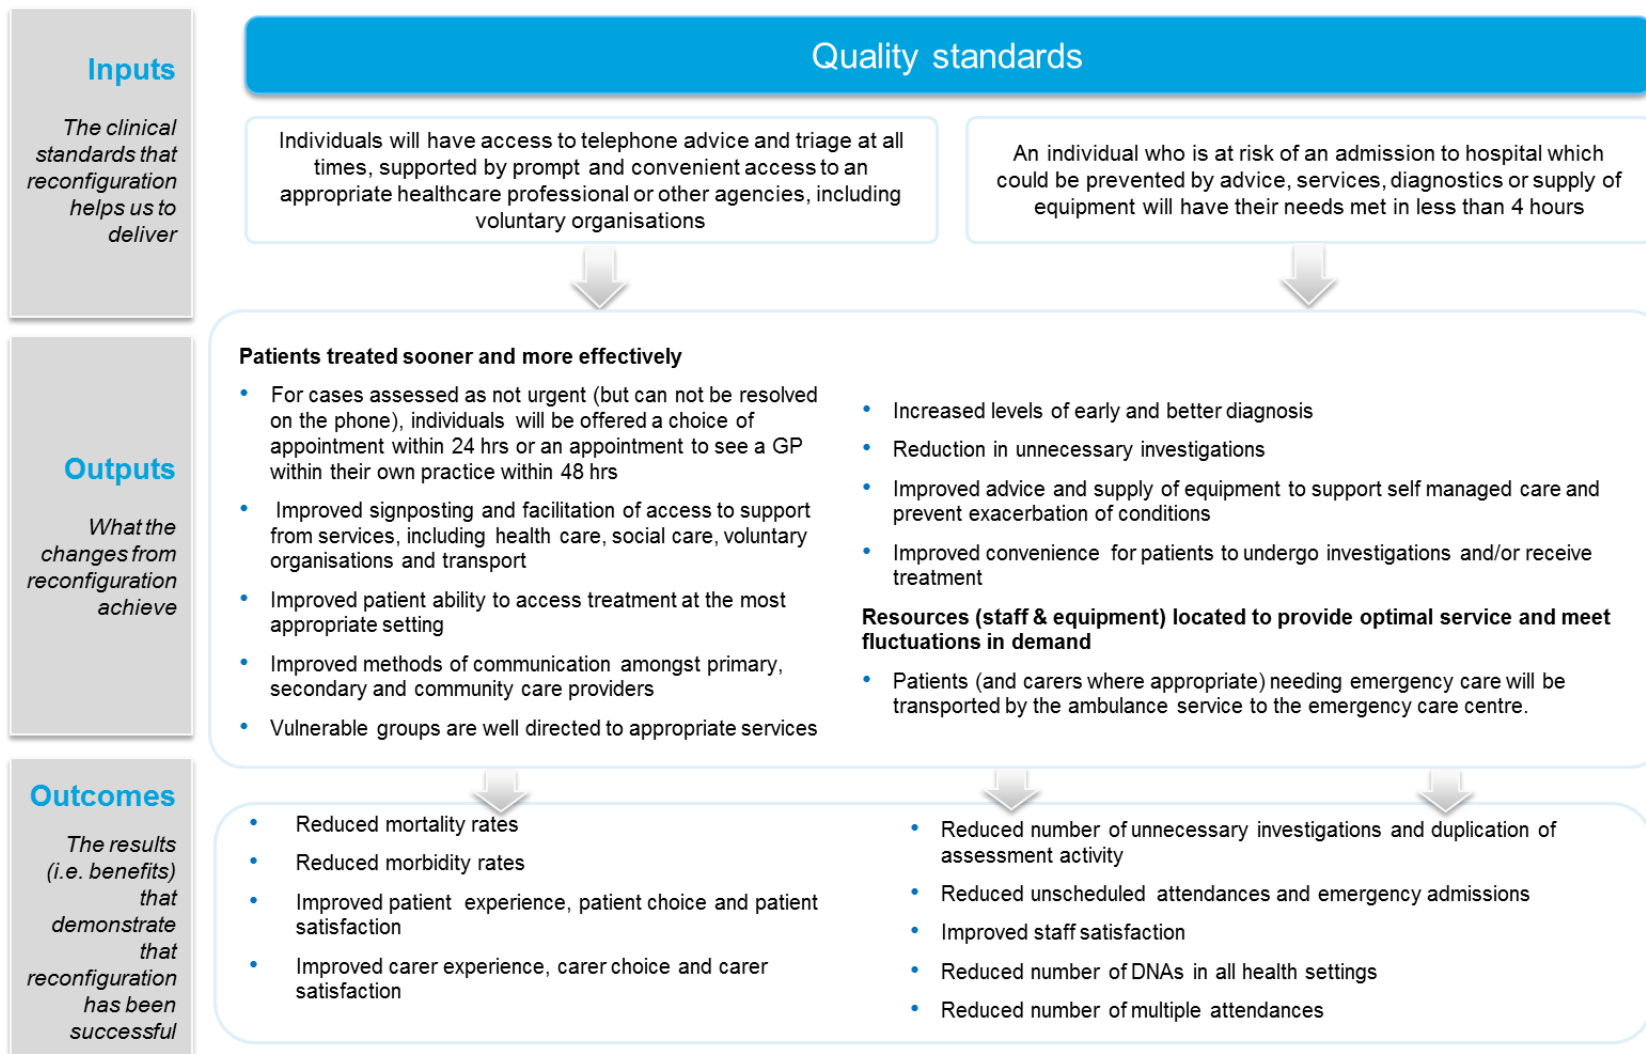 Inputs
The clinical
standards that
reconfiguration
helps us to
deliver
Quality standards
Individuals will have access to telephone advice and triage at all
times, supported by prompt and convenient access to an
appropriate healthcare professional or other agencies, including
voluntary organisations
An individual who is at risk of an admission to hospital which
could be prevented by advice, services, diagnostics or supply of
equipment will have their needs met in less than 4 hours
Outputs
What the
changes from
reconfiguration
achieve
Patients treated sooner and more effectively
• For cases assessed as not urgent (but can not be resolved
on the phone), individuals will be offered a choice of
appointment within 24 hrs or an appointment to see a GP
within their own practice within 48 hrs
• Improved signposting and facilitation of access to support
from services, including health care, social care, voluntary
organisations and transport
• Improved patient ability to access treatment at the most
appropriate setting
• Improved methods of communication amongst primary,
secondary and community care providers
• Vulnerable groups are well directed to appropriate services
• Increased levels of early and better diagnosis
• Reduction in unnecessary investigations
• Improved advice and supply of equipment to support self managed care and
prevent exacerbation of conditions
• Improved convenience for patients to undergo investigations and/or receive
treatment
Resources (staff & equipment) located to provide optimal service and meet
fluctuations in demand
• Patients (and carers where appropriate) needing emergency care will be
transported by the ambulance service to the emergency care centre.
Outcomes
The results
(i.e. benefits)
that
demonstrate
that
reconfiguration
has been
successful
• Reduced mortality rates
• Reduced morbidity rates
• Improved patient experience, patient choice and patient
satisfaction
• Improved carer experience, carer choice and carer
satisfaction
• Reduced number of unnecessary investigations and duplication of
assessment activity
• Reduced unscheduled attendances and emergency admissions
• Improved staff satisfaction
• Reduced number of DNAs in all health settings
• Reduced number of multiple attendances